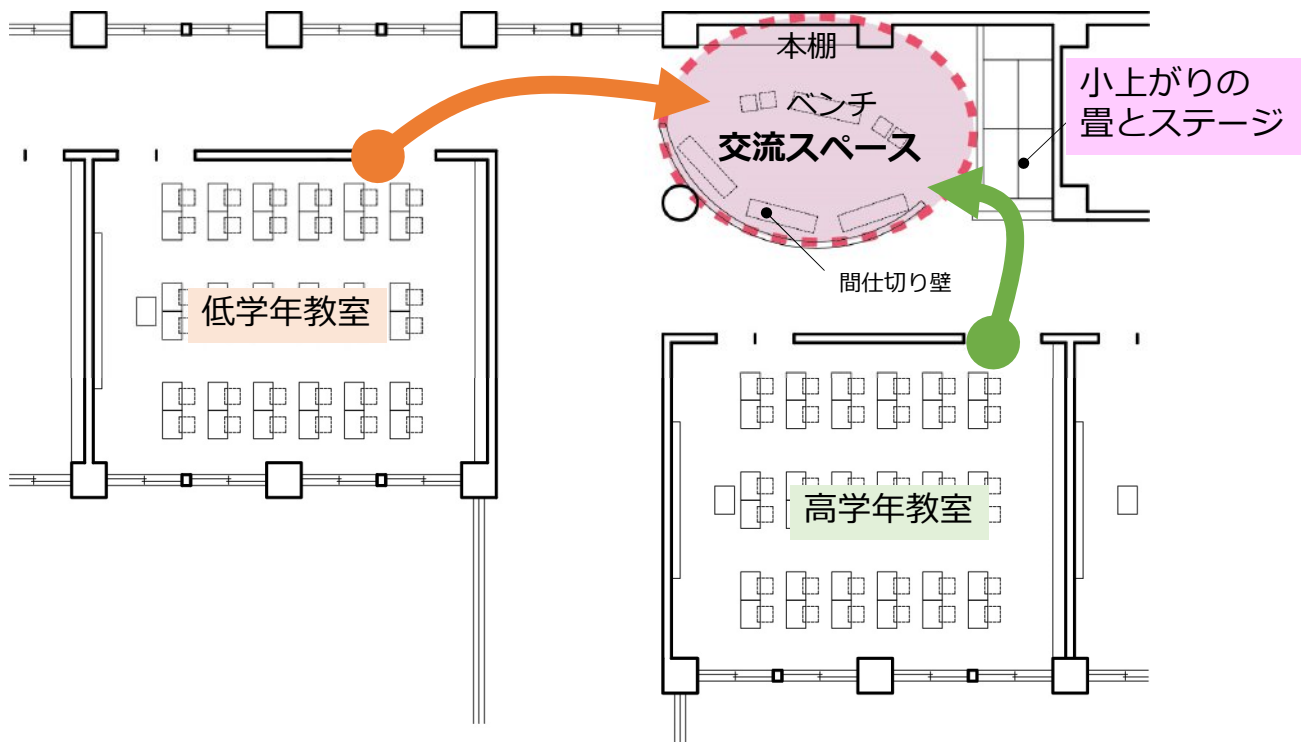 本棚
ベンチ
交流スペース
小上がりの
畳とステージ
間仕切り壁
低学年教室
高学年教室